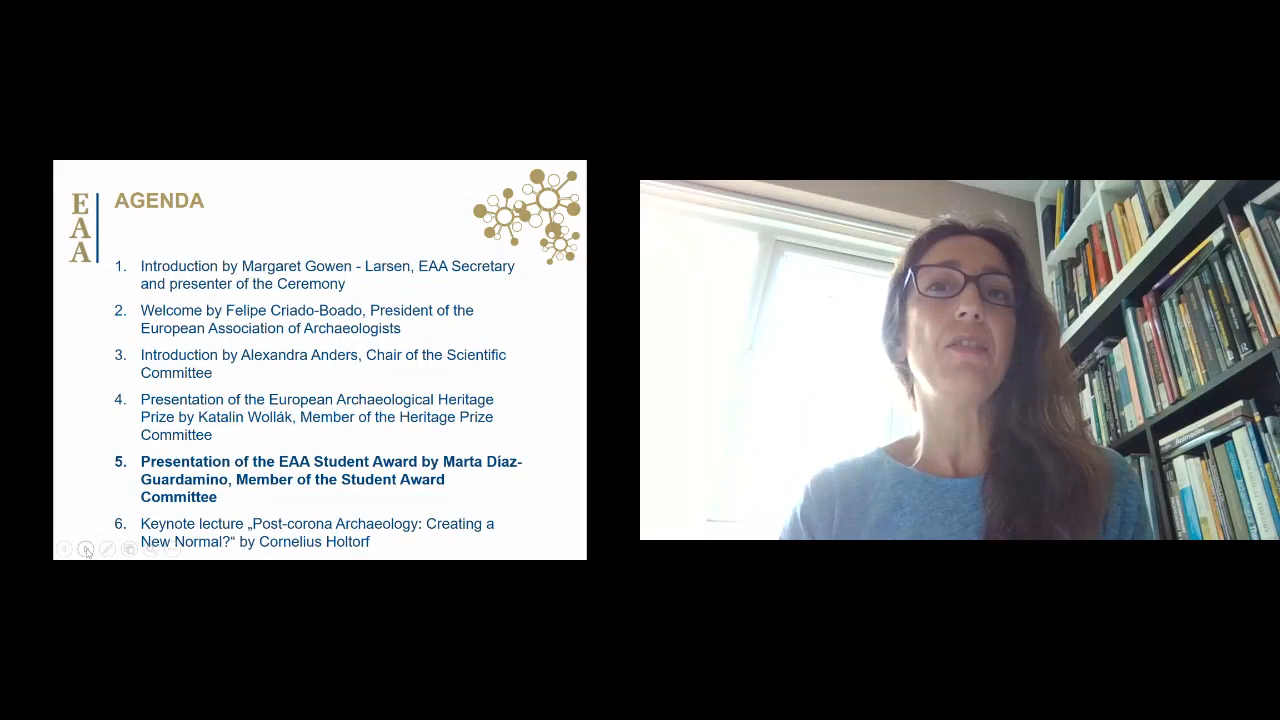 E
A
A
AGENDA
1. Introduction by Margaret Gowen - Larsen, EAA Secretary
and presenter of the Ceremony
2. Welcome by Felipe Criado-Boado, President of the
European Association of Archaeologists
3. Introduction by Alexandra Anders, Chair of the Scientific
Committee
4. Presentation of the European Archaeological Heritage
Prize by Katalin Wollák, Member of the Heritage Prize
Committee
5. Presentation of the EAA Student Award by Marta Díaz-
Guardamino, Member of the Student Award
Committee
6. Keynote lecture „Post-corona Archaeology: Creating a
New Normal?“ by Cornelius Holtorf